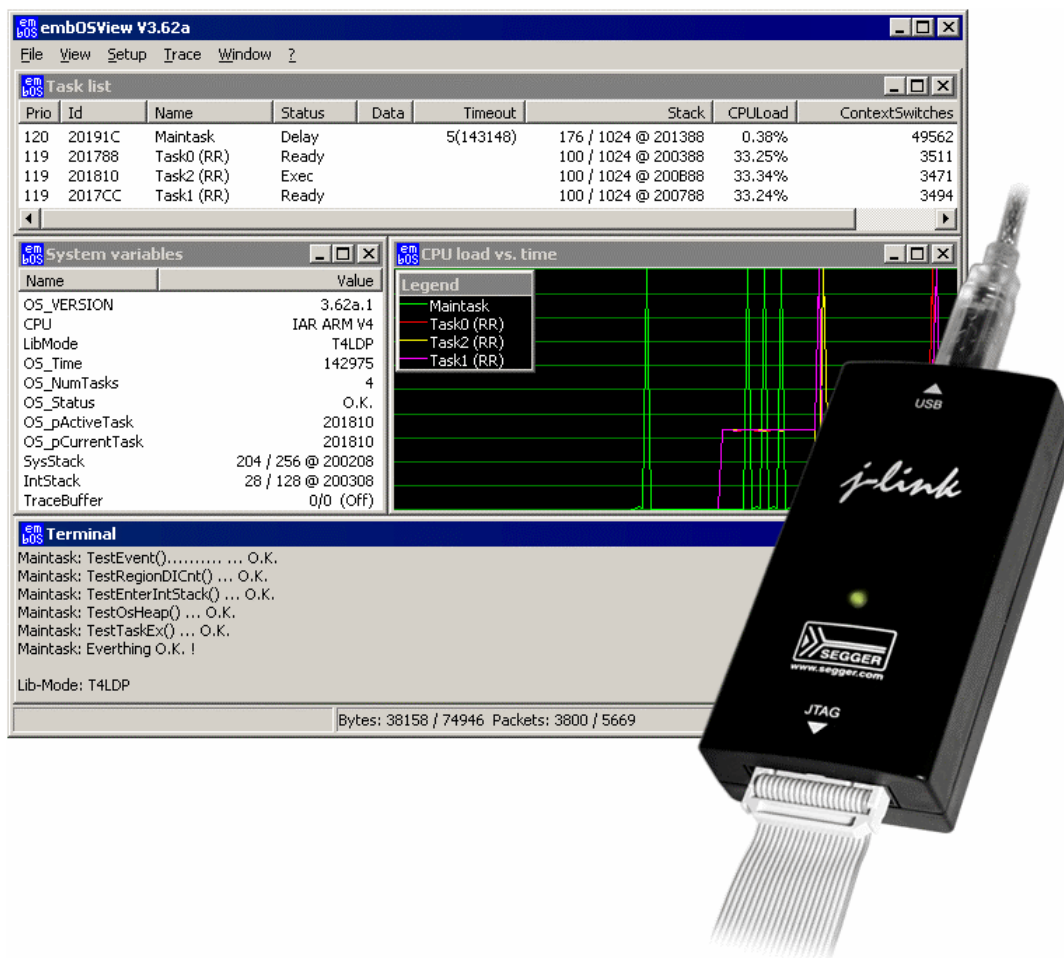 embOSView V3.62a
File View Setup Trace Window ?
Task list
Prio Id Name Status Data Timeout Stack CPULoad ContextSwitches
120 20191C Maintask Delay 5(143148) 176 / 1024 @ 201388 0.38% 49562
119 201788 Task0 (RR) Ready 100 / 1024 @ 200388 33.25% 3511
119 201810 Task2 (RR) Exec 100 / 1024 @ 200B88 33.34% 3471
119 2017CC Task1 (RR) Ready 100 / 1024 @ 200788 33.24% 3494
System variables
Name Value
OS_VERSION 3.62a.1
CPU IAR ARM V4
LibMode T4LDP
OS_Time 142975
OS_NumTasks 4
OS_Status O.K.
OS_pActiveTask 201810
OS_pCurrentTask 201810
SysStack 204 / 256 @ 200208
IntStack 28 / 128 @ 200308
TraceBuffer 0/0 (Off)
CPU load vs. time
Legend
Maintask
Task0 (RR)
Task2 (RR)
Task1 (RR)
Terminal
Maintask: TestEvent().......... ... O.K.
Maintask: TestRegionDICnt() ... O.K.
Maintask: TestEnterIntStack() ... O.K.
Maintask: TestOsHeap() ... O.K.
Maintask: TestTaskEx() ... O.K.
Maintask: Everthing O.K. !
Lib-Mode: T4LDP
Bytes: 38158 / 74946 Packets: 3800 / 5669
USB
j-link
SEGGER
www.segger.com
JTAG